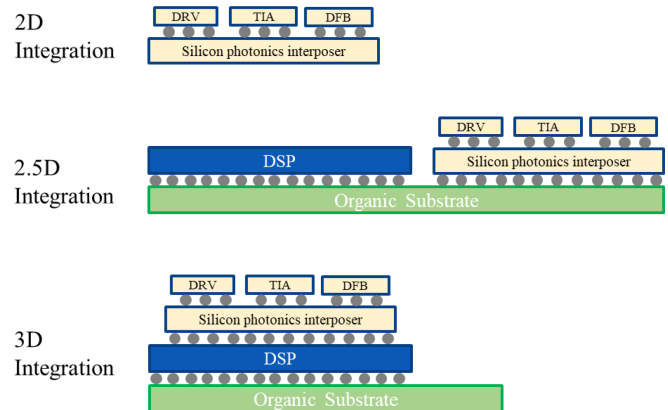 2D
Integration
DRV TIA DFB
Silicon photonics interposer
2.5D
Integration
DRV TIA DFB
DSP
Silicon photonics interposer
Organic Substrate
3D
Integration
DRV TIA DFB
Silicon photonics interposer
DSP
Organic Substrate